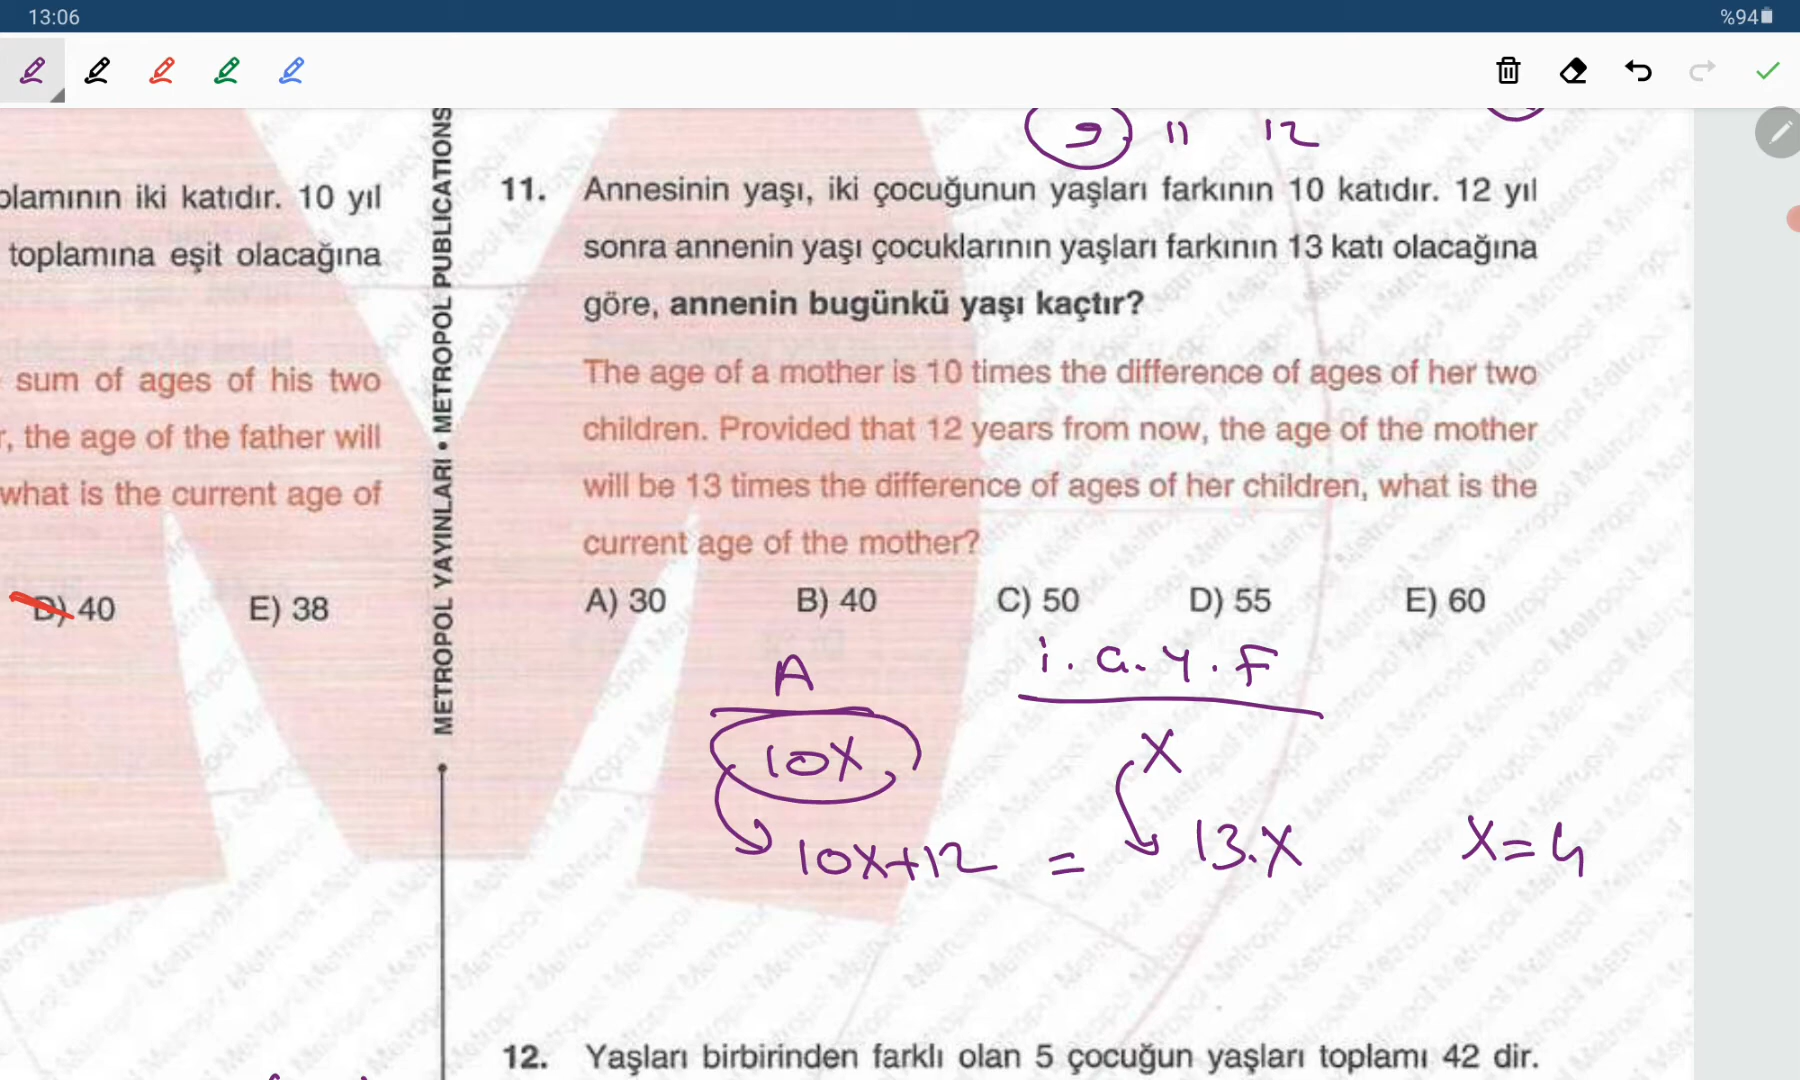 13:06
%94
olamının iki katıdır. 10 yıl
toplamına eşit olacağına
sum of ages of his two
r, the age of the father will
what is the current age of
D) 40 E) 38
METROPOL YAYINLARI • METROPOL PUBLICATIONS
9 11 12
11. Annesinin yaşı, iki çocuğunun yaşları farkının 10 katıdır. 12 yıl
sonra annenin yaşı çocuklarının yaşları farkının 13 katı olacağına
göre, annenin bugünkü yaşı kaçtır?
The age of a mother is 10 times the difference of ages of her two
children. Provided that 12 years from now, the age of the mother
will be 13 times the difference of ages of her children, what is the
current age of the mother?
A) 30 B) 40 C) 50 D) 55 E) 60
A i.a.y.F
10X X
10X+12 = 13.X X=4
12. Yaşları birbirinden farklı olan 5 çocuğun yaşları toplamı 42 dir.